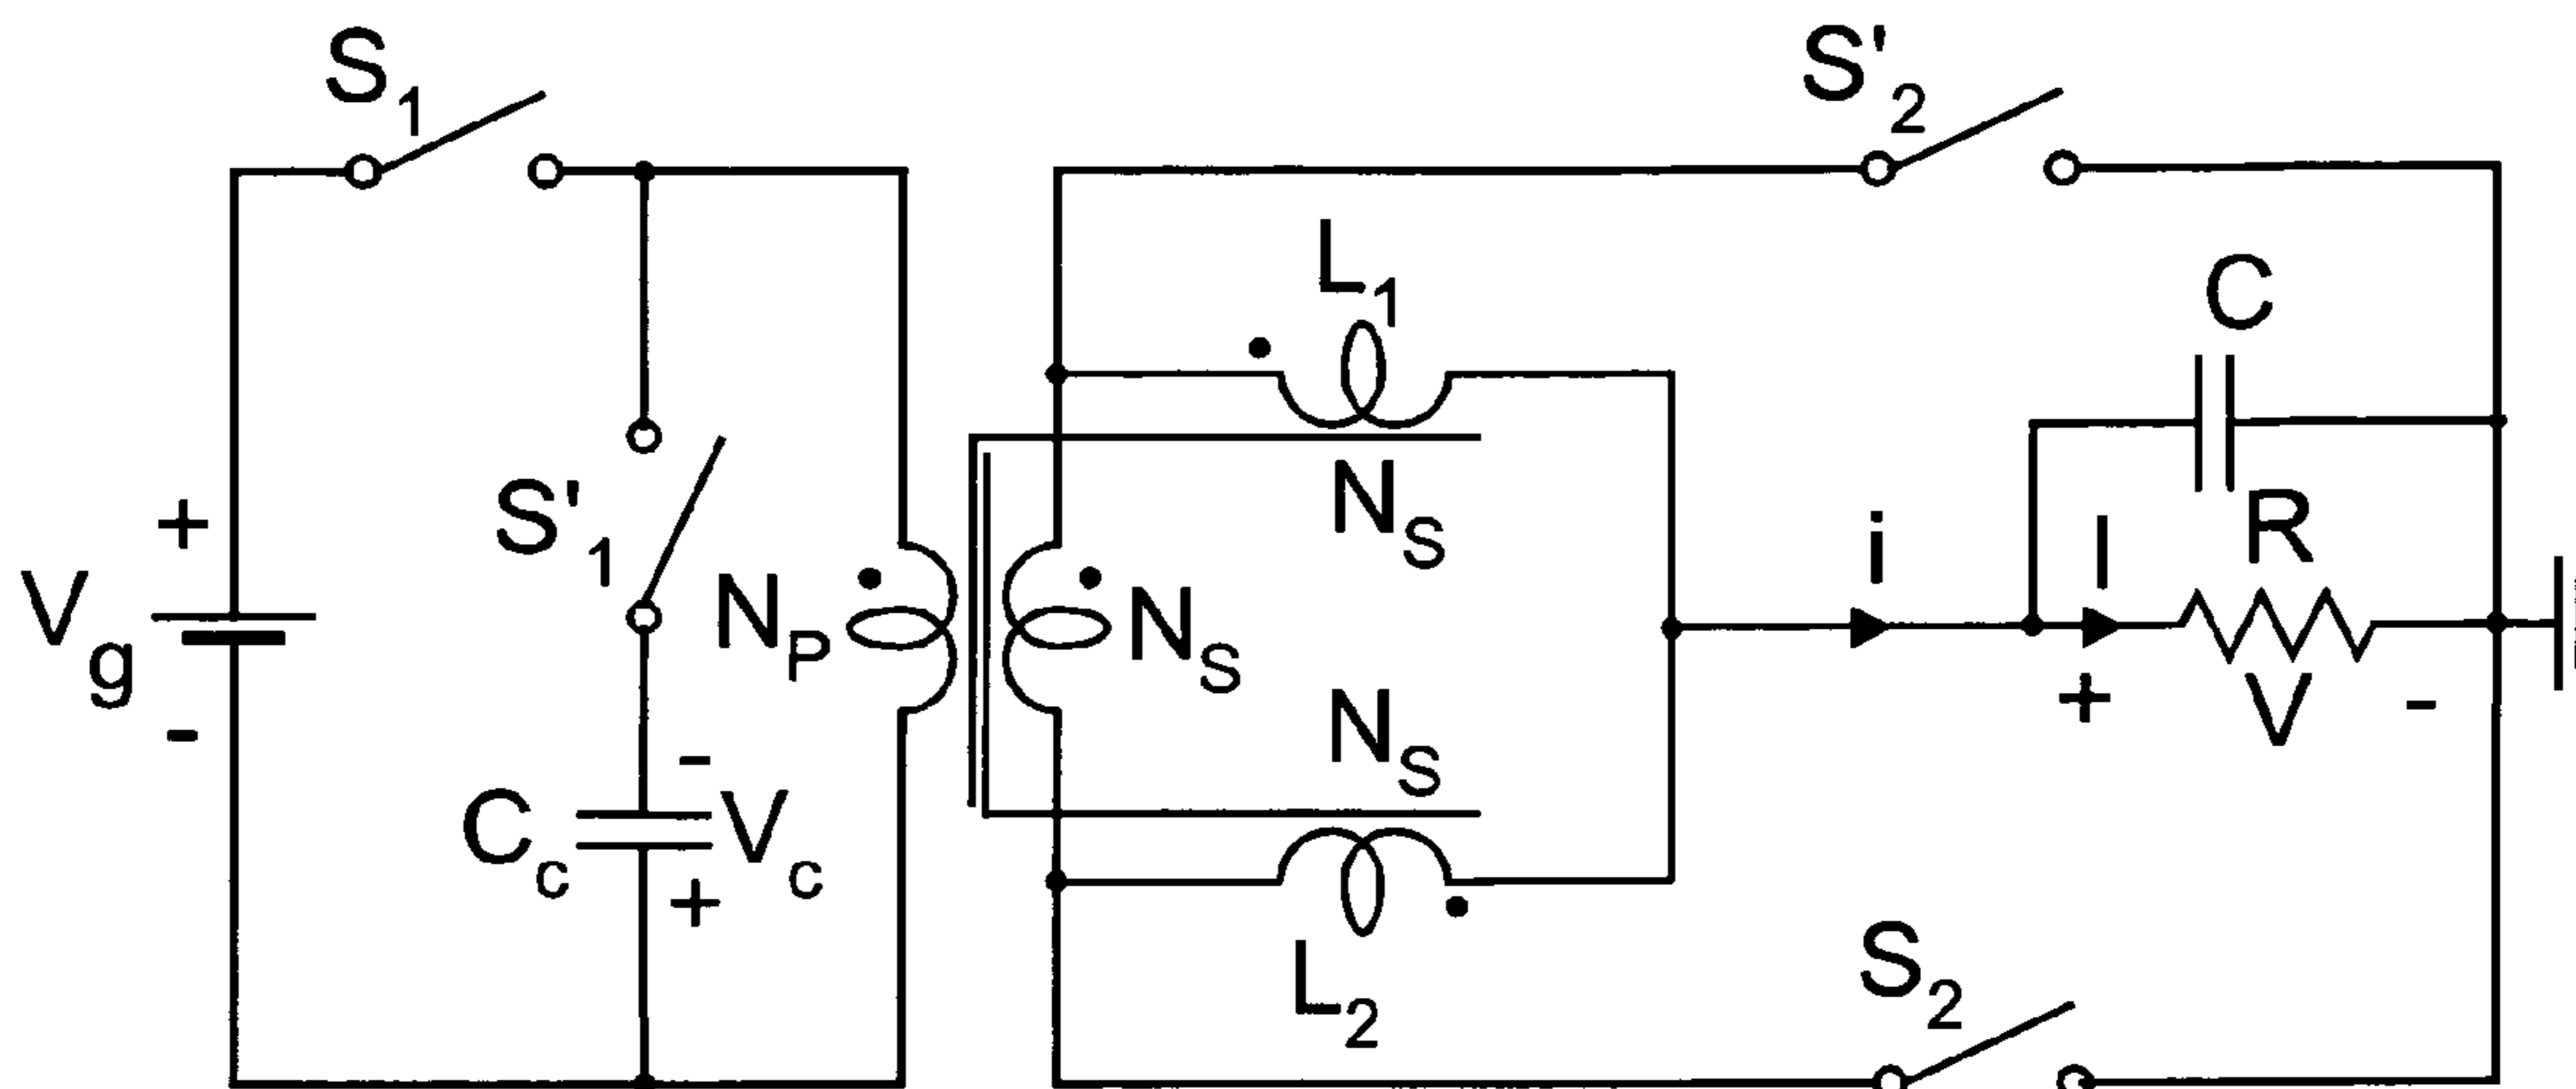 S1
S'2
L1
C
+
S'1
NS
i
I
R
Vg
NP
NS
-
NS
+
V
-
-
Cc
Vc
+
L2
S2